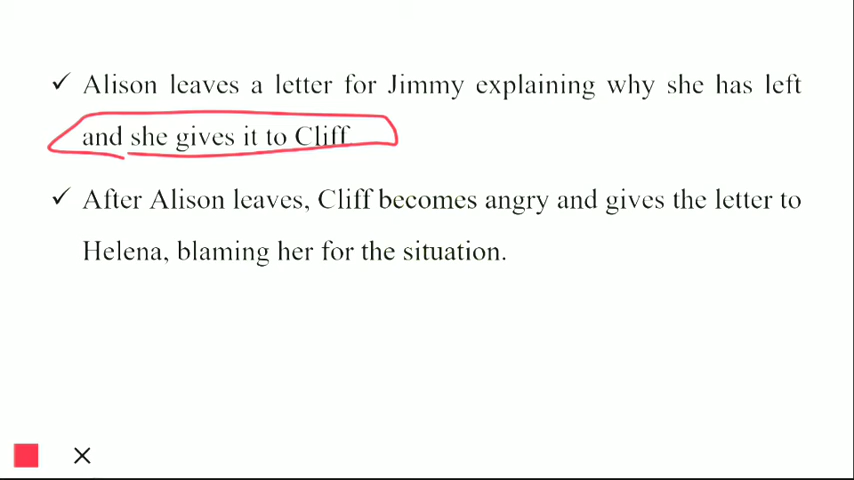 ✓ Alison leaves a letter for Jimmy explaining why she has left
and she gives it to Cliff
✓ After Alison leaves, Cliff becomes angry and gives the letter to
Helena, blaming her for the situation.